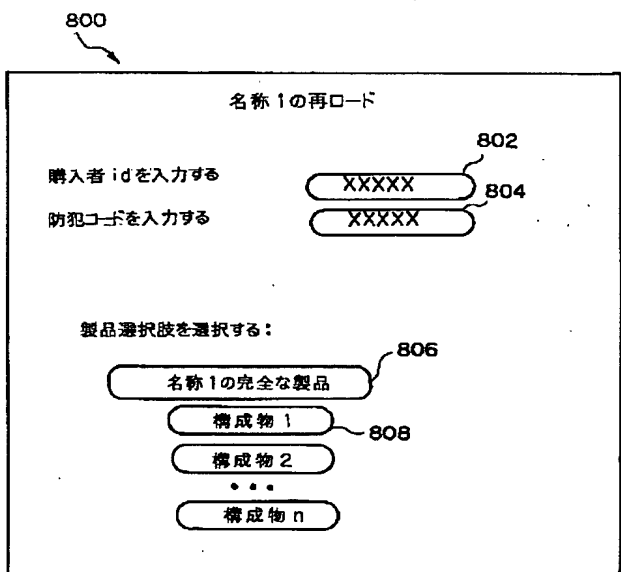 800
名称1の再ロード
802
購入者idを入力する
XXXXX
804
防犯コードを入力する
XXXXX
製品選択肢を選択する:
806
名称1の完全な製品
構成物1
808
構成物2
•••
構成物n